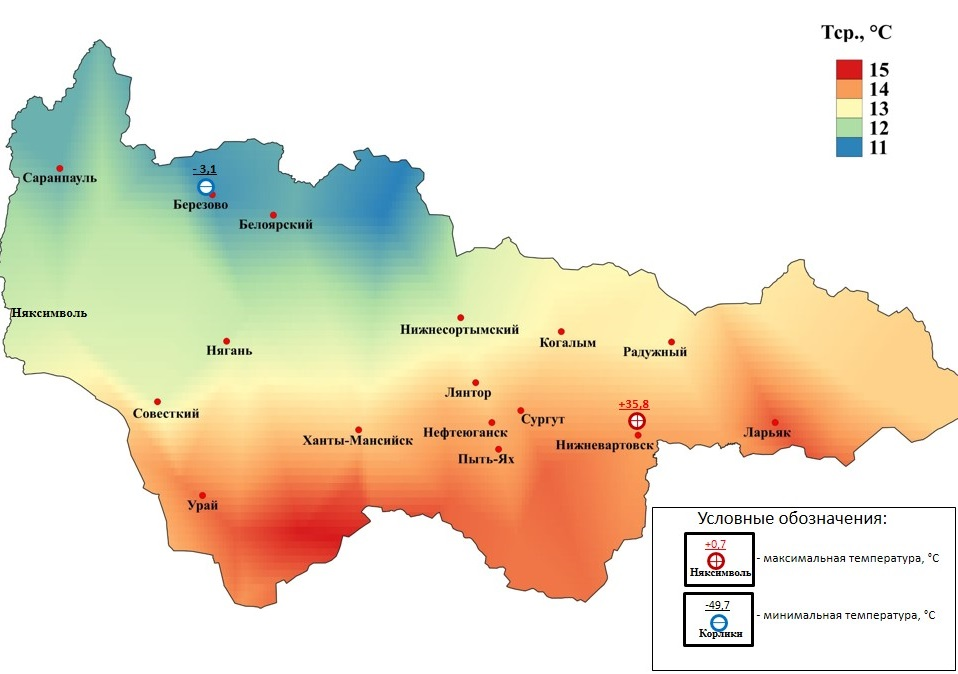 Тср., °C
15
14
13
12
11
Саранпауль
- 3,1
Березово
Белоярский
Няксимволь
Нижнесортымский
Когалым
Нягань
Радужный
Лянтор
+35,8
Совесткий
Сургут
Нефтеюганск
Ханты-Мансийск
Нижневартовск
Ларьяк
Пыть-Ях
Урай
Условные обозначения:
+0,7
- максимальная температура, °C
Няксимволь
-49,7
- минимальная температура, °C
Корлики